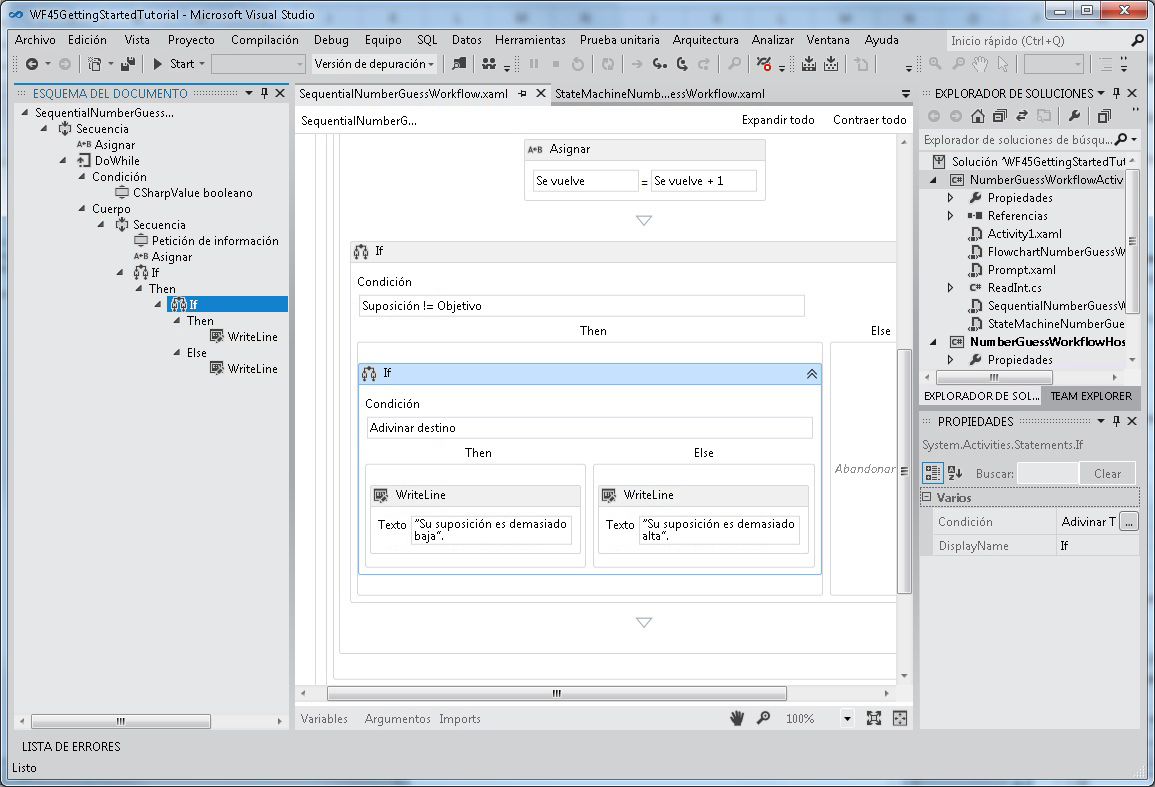 WF45GettingStartedTutorial - Microsoft Visual Studio
Archivo Edición Vista Proyecto Compilación Debug Equipo SQL Datos Herramientas Prueba unitaria Arquitectura Analizar Ventana Ayuda Inicio rápido (Ctrl+Q)
Start Versión de depuración
ESQUEMA DEL DOCUMENTO
SequentialNumberGuess...
Secuencia
A+B Asignar
DoWhile
Condición
CSharpValue booleano
Cuerpo
Secuencia
Petición de información
A+B Asignar
If
Then
If
Then
WriteLine
Else
WriteLine
SequentialNumberGuessWorkflow.xaml StateMachineNumb...essWorkflow.xaml
SequentialNumberG... Expandir todo Contraer todo
A+B Asignar
Se vuelve = Se vuelve + 1
If
Condición
Suposición != Objetivo
Then Else
If
Condición
Adivinar destino
Then Else
WriteLine WriteLine
Texto "Su suposición es demasiado Texto "Su suposición es demasiado
baja". alta".
Abandonar
Variables Argumentos Imports 100%
EXPLORADOR DE SOLUCIONES
Explorador de soluciones de búsqu...
Solución 'WF45GettingStartedTut
C# NumberGuessWorkflowActiv
Propiedades
Referencias
Activity1.xaml
FlowchartNumberGuessW
Prompt.xaml
C# ReadInt.cs
SequentialNumberGuessW
StateMachineNumberGue
C# NumberGuessWorkflowHos
Propiedades
EXPLORADOR DE SOL... TEAM EXPLORER
PROPIEDADES
System.Activities.Statements.If
Buscar: Clear
Varios
Condición Adivinar T ...
DisplayName If
LISTA DE ERRORES
Listo